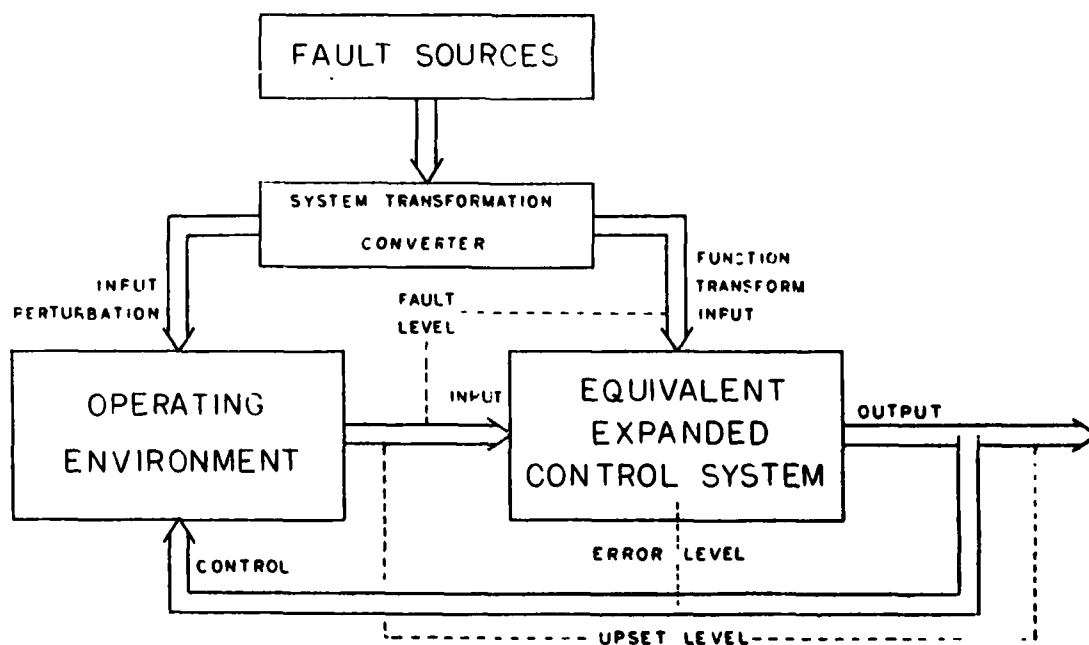 FAULT SOURCES
SYSTEM TRANSFORMATION
CONVERTER
INPUT
PERTURBATION
FAULT
LEVEL
FUNCTION
TRANSFORM
INPUT
OPERATING
ENVIRONMENT
INPUT
EQUIVALENT
EXPANDED
CONTROL SYSTEM
OUTPUT
CONTROL
ERROR LEVEL
UPSET LEVEL